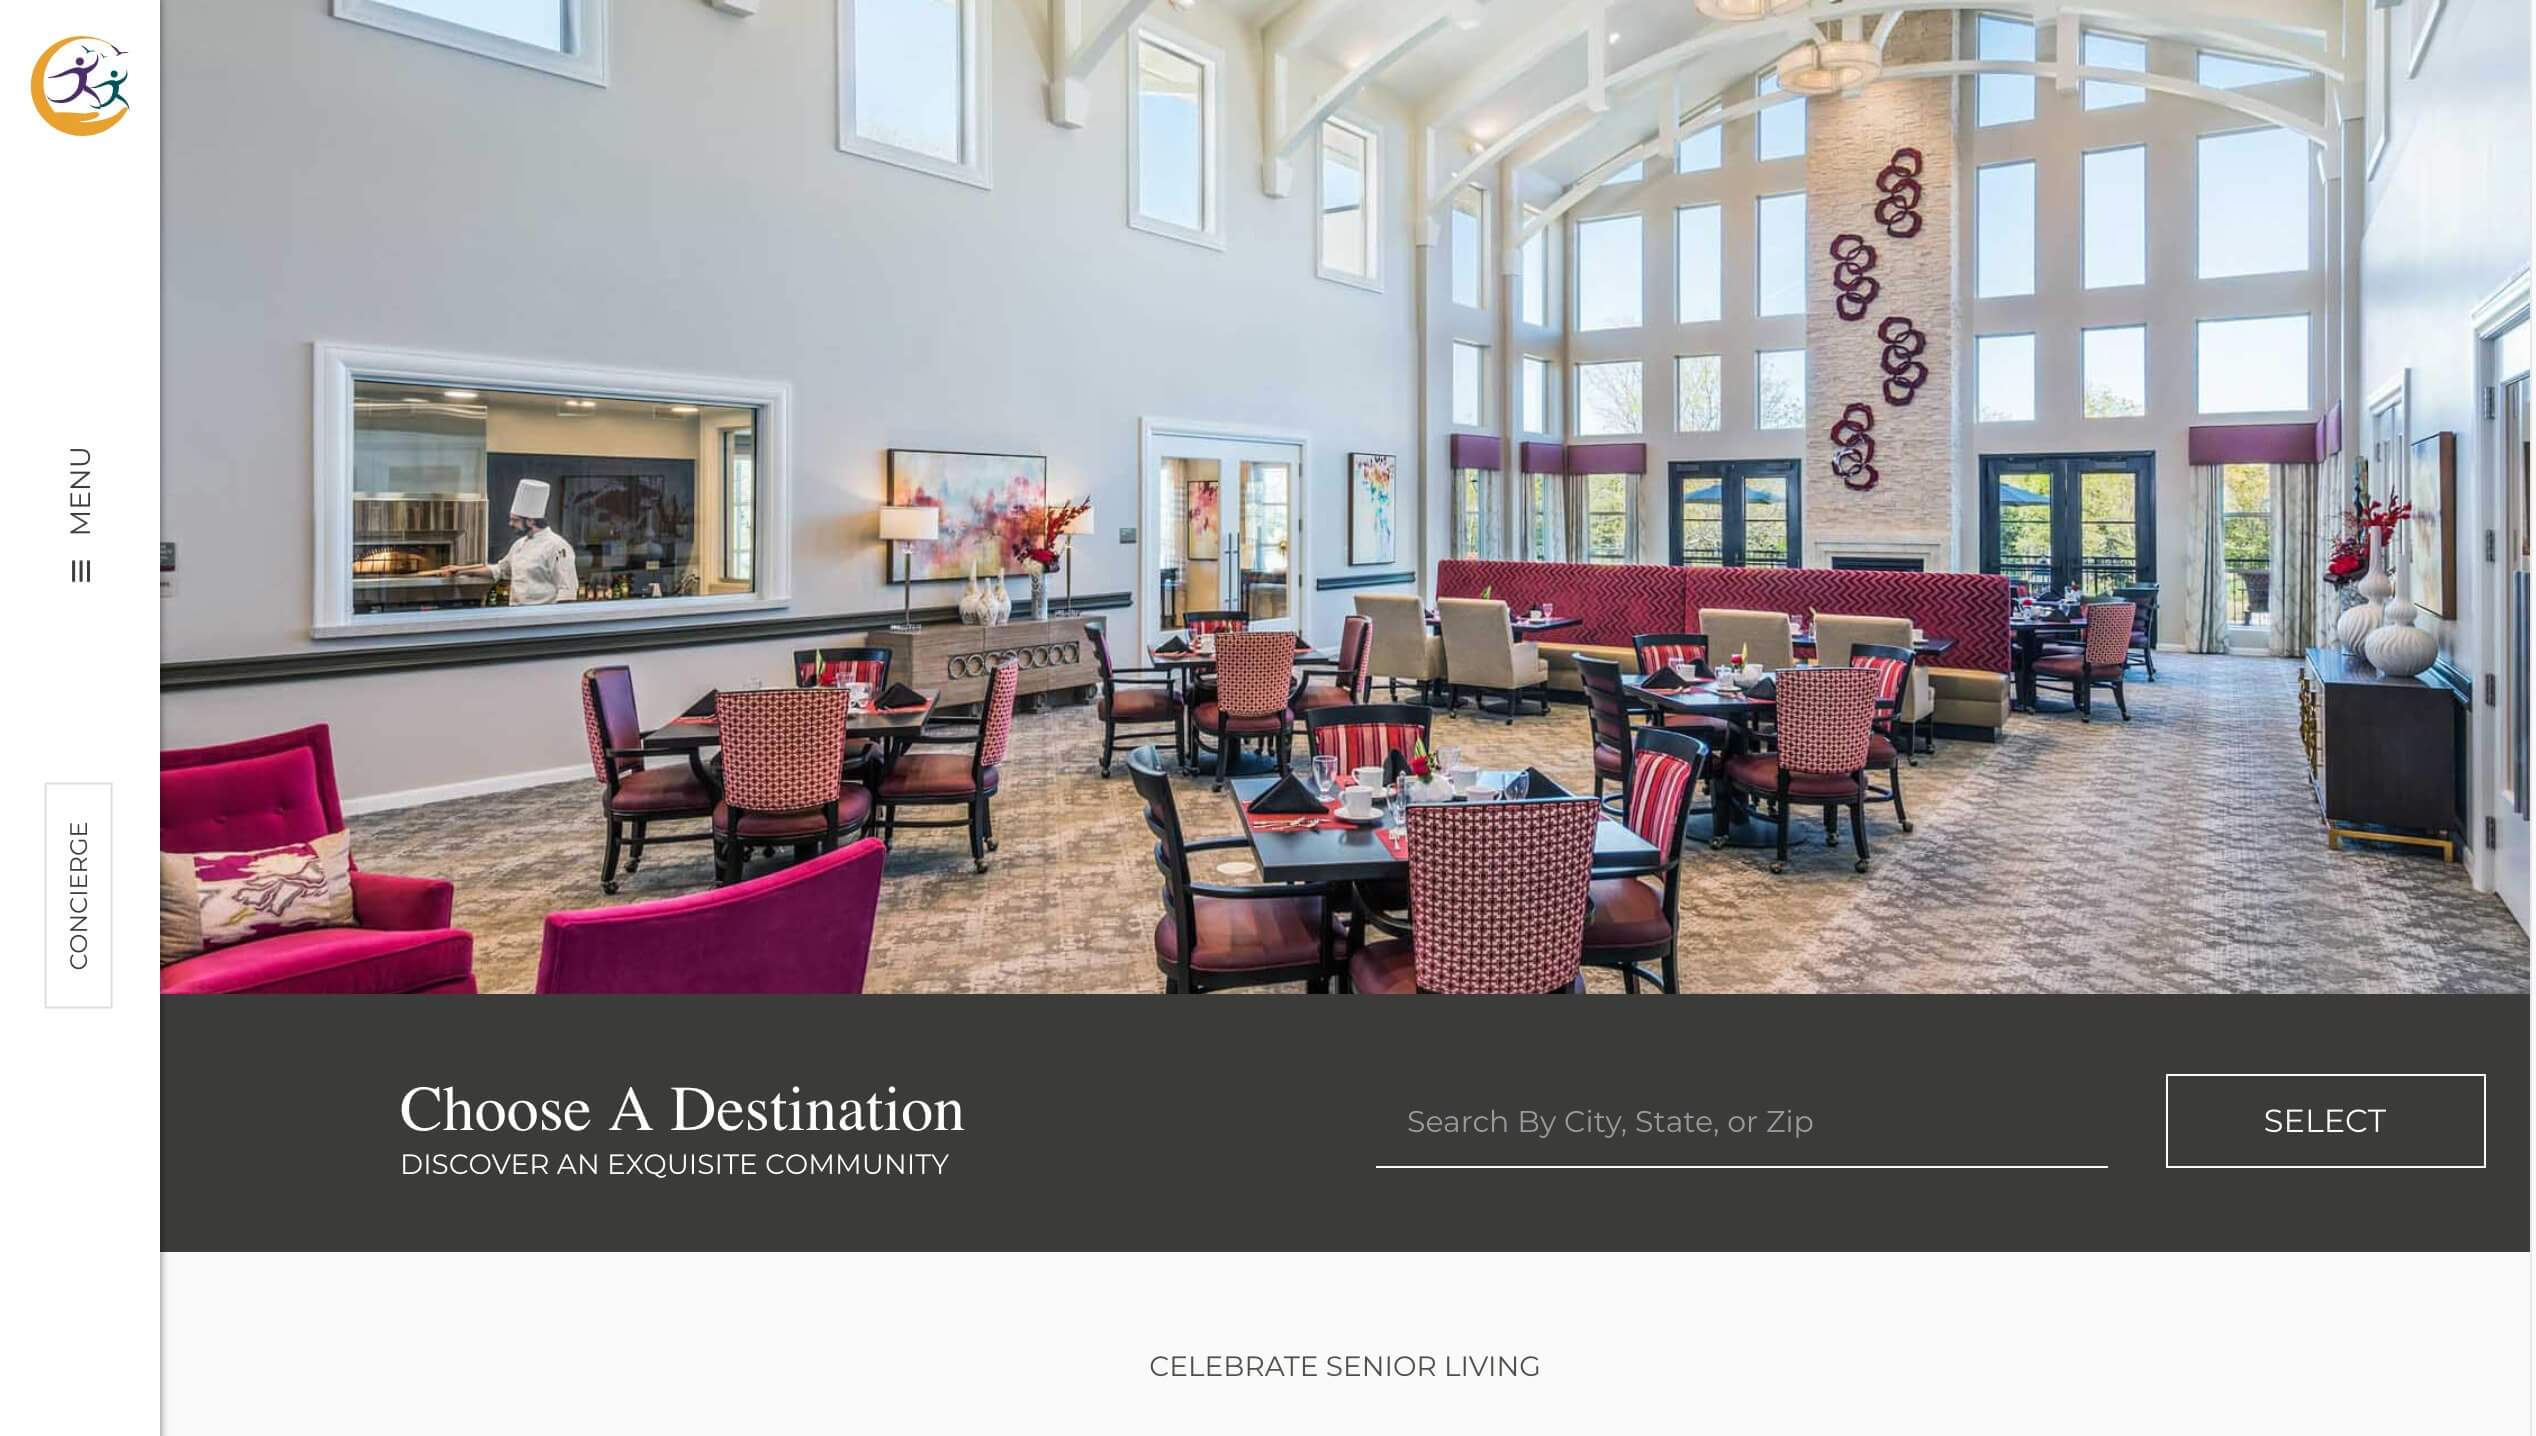 MENU
CONCIERGE
Choose A Destination
DISCOVER AN EXQUISITE COMMUNITY
Search By City, State, or Zip
SELECT
CELEBRATE SENIOR LIVING